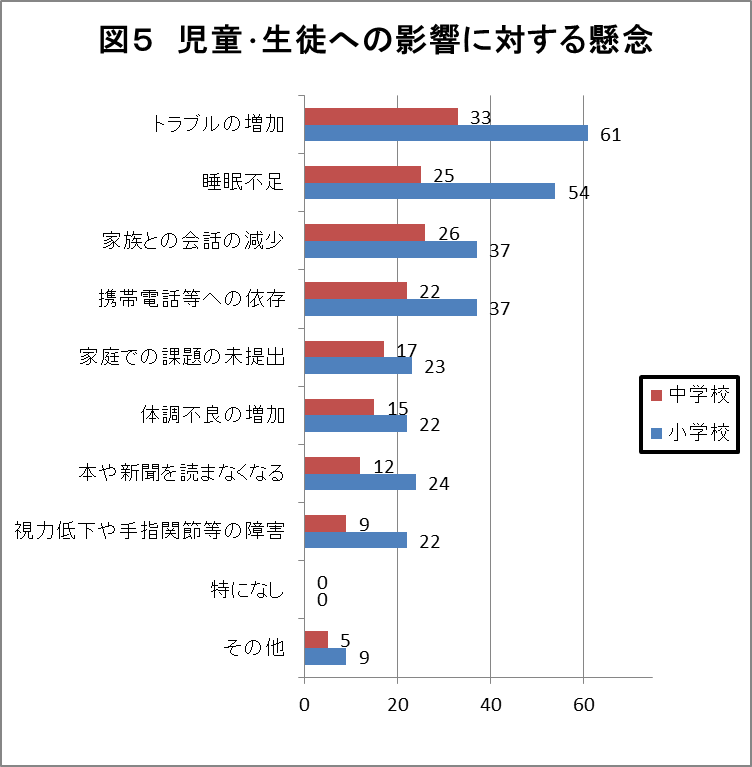 図５　児童・生徒への影響に対する懸念
トラブルの増加
33
61
睡眠不足
25
54
家族との会話の減少
26
37
携帯電話等への依存
22
37
家庭での課題の未提出
17
23
体調不良の増加
15
22
本や新聞を読まなくなる
12
24
視力低下や手指関節等の障害
9
22
特になし
0
0
その他
5
9
0 20 40 60
中学校
小学校